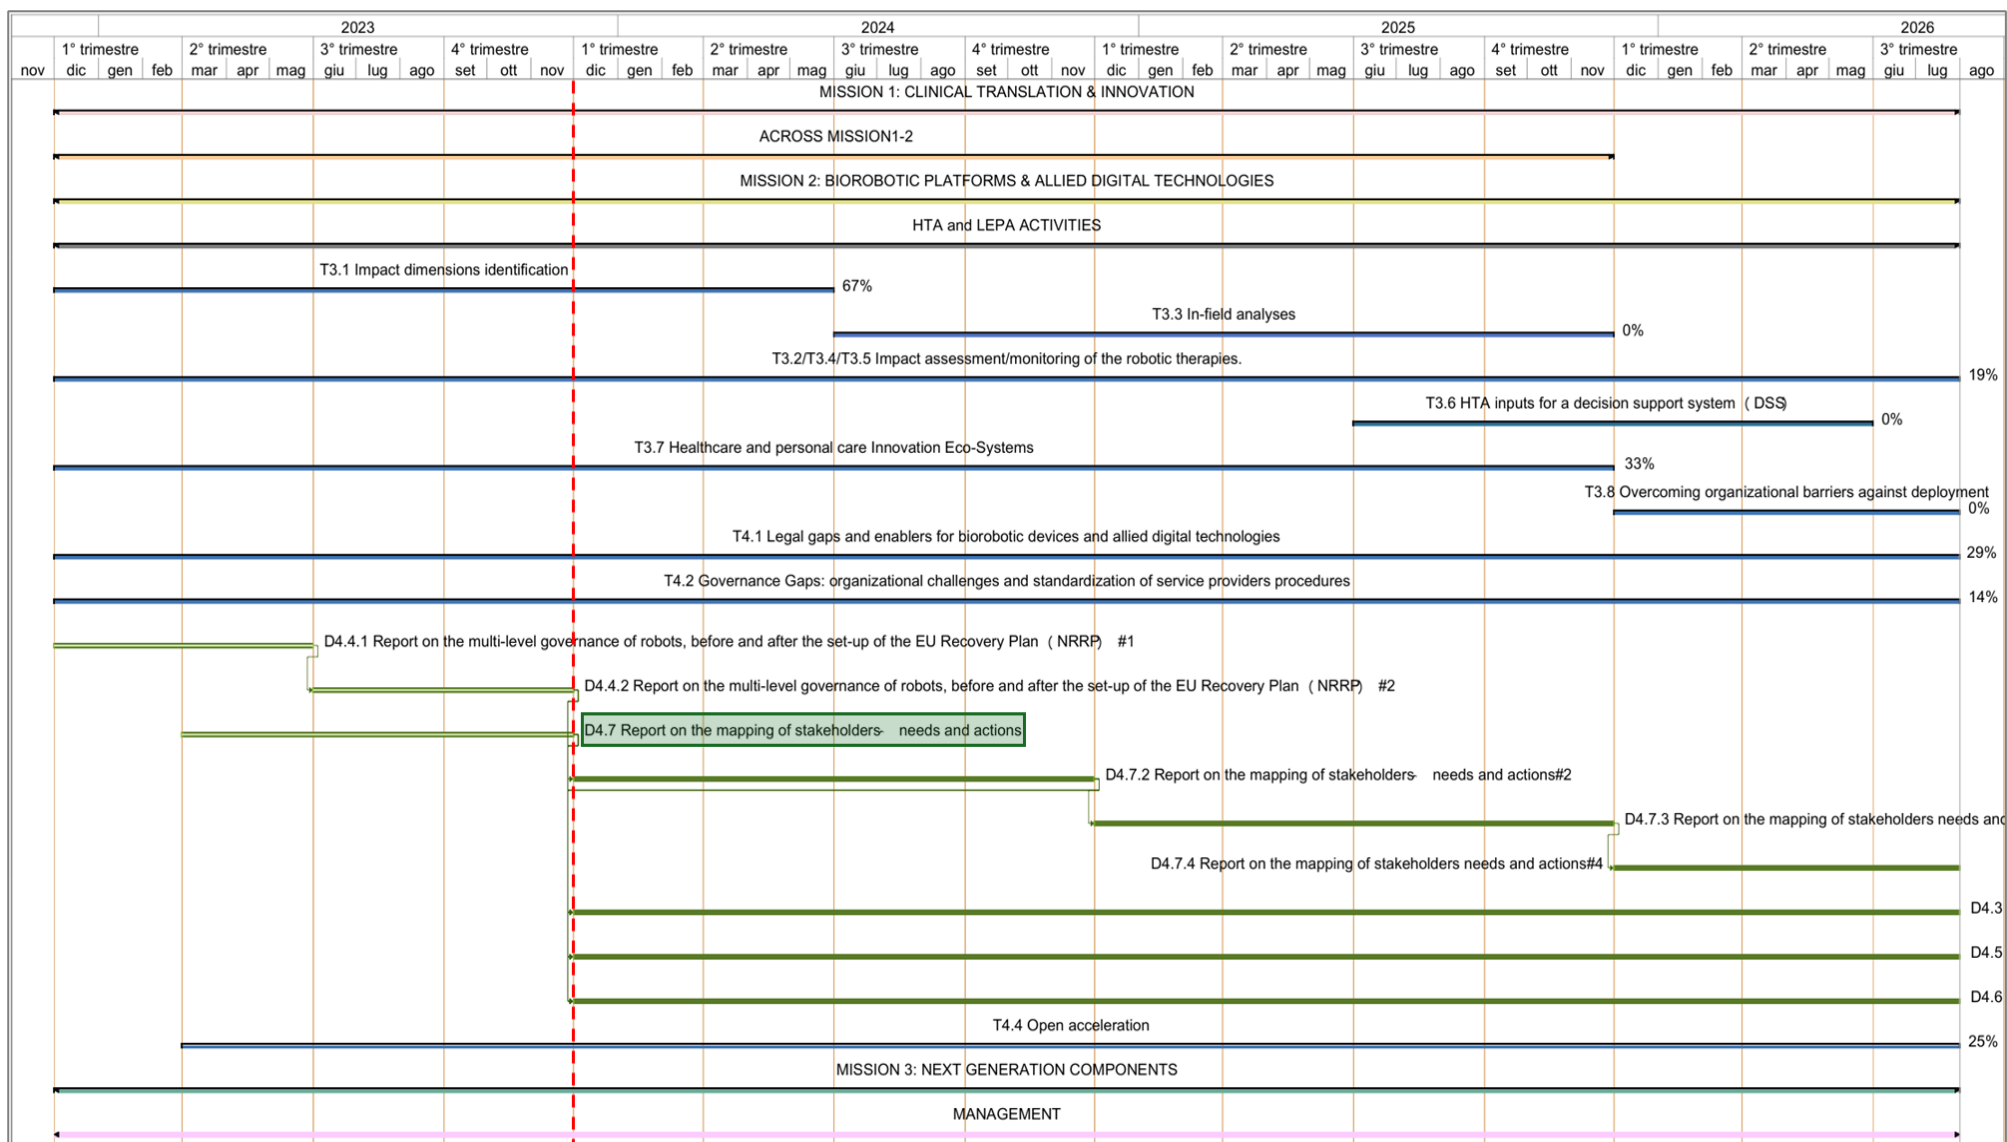 2023 2024 2025 2026
1° trimestre 2° trimestre 3° trimestre 4° trimestre 1° trimestre 2° trimestre 3° trimestre 4° trimestre 1° trimestre 2° trimestre 3° trimestre 4° trimestre 1° trimestre 2° trimestre 3° trimestre
nov dic gen feb mar apr mag giu lug ago set ott nov dic gen feb mar apr mag giu lug ago set ott nov dic gen feb mar apr mag giu lug ago set ott nov dic gen feb mar apr mag giu lug ago
MISSION 1: CLINICAL TRANSLATION & INNOVATION
ACROSS MISSION1-2
MISSION 2: BIOROBOTIC PLATFORMS & ALLIED DIGITAL TECHNOLOGIES
HTA and LEPA ACTIVITIES
T3.1 Impact dimensions identification
67%
T3.3 In-field analyses
0%
T3.2/T3.4/T3.5 Impact assessment/monitoring of the robotic therapies.
19%
T3.6 HTA inputs for a decision support system ( DSS)
0%
T3.7 Healthcare and personal care Innovation Eco-Systems
33%
T3.8 Overcoming organizational barriers against deployment
0%
T4.1 Legal gaps and enablers for biorobotic devices and allied digital technologies
29%
T4.2 Governance Gaps: organizational challenges and standardization of service providers procedures
14%
D4.4.1 Report on the multi-level governance of robots, before and after the set-up of the EU Recovery Plan ( NRRP) #1
D4.4.2 Report on the multi-level governance of robots, before and after the set-up of the EU Recovery Plan ( NRRP) #2
D4.7 Report on the mapping of stakeholders- needs and actions
D4.7.2 Report on the mapping of stakeholders- needs and actions#2
D4.7.3 Report on the mapping of stakeholders needs and
D4.7.4 Report on the mapping of stakeholders needs and actions#4
D4.3
D4.5
D4.6
T4.4 Open acceleration
25%
MISSION 3: NEXT GENERATION COMPONENTS
MANAGEMENT